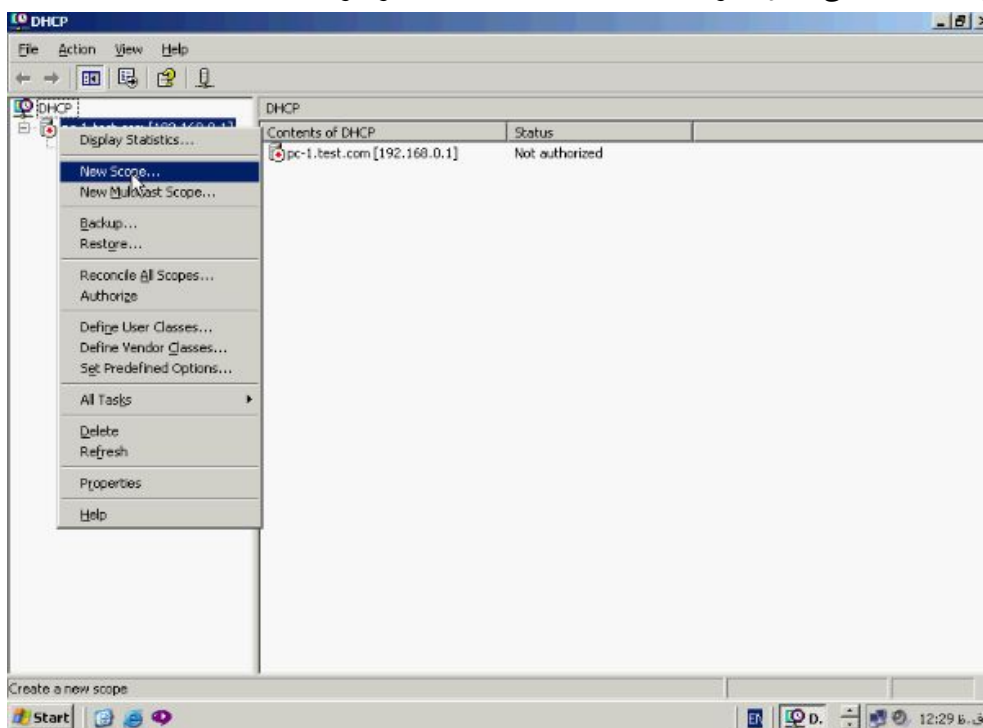 DHCP
File Action View Help
DHCP
DHCP
Contents of DHCP Status
pc-1.test.com [192.168.0.1] Not authorized
Display Statistics...
New Scope...
New Multicast Scope...
Backup...
Restore...
Reconcile All Scopes...
Authorize
Define User Classes...
Define Vendor Classes...
Set Predefined Options...
All Tasks
Delete
Refresh
Properties
Help
Create a new scope
Start EN D. 12:29 ق.ظ